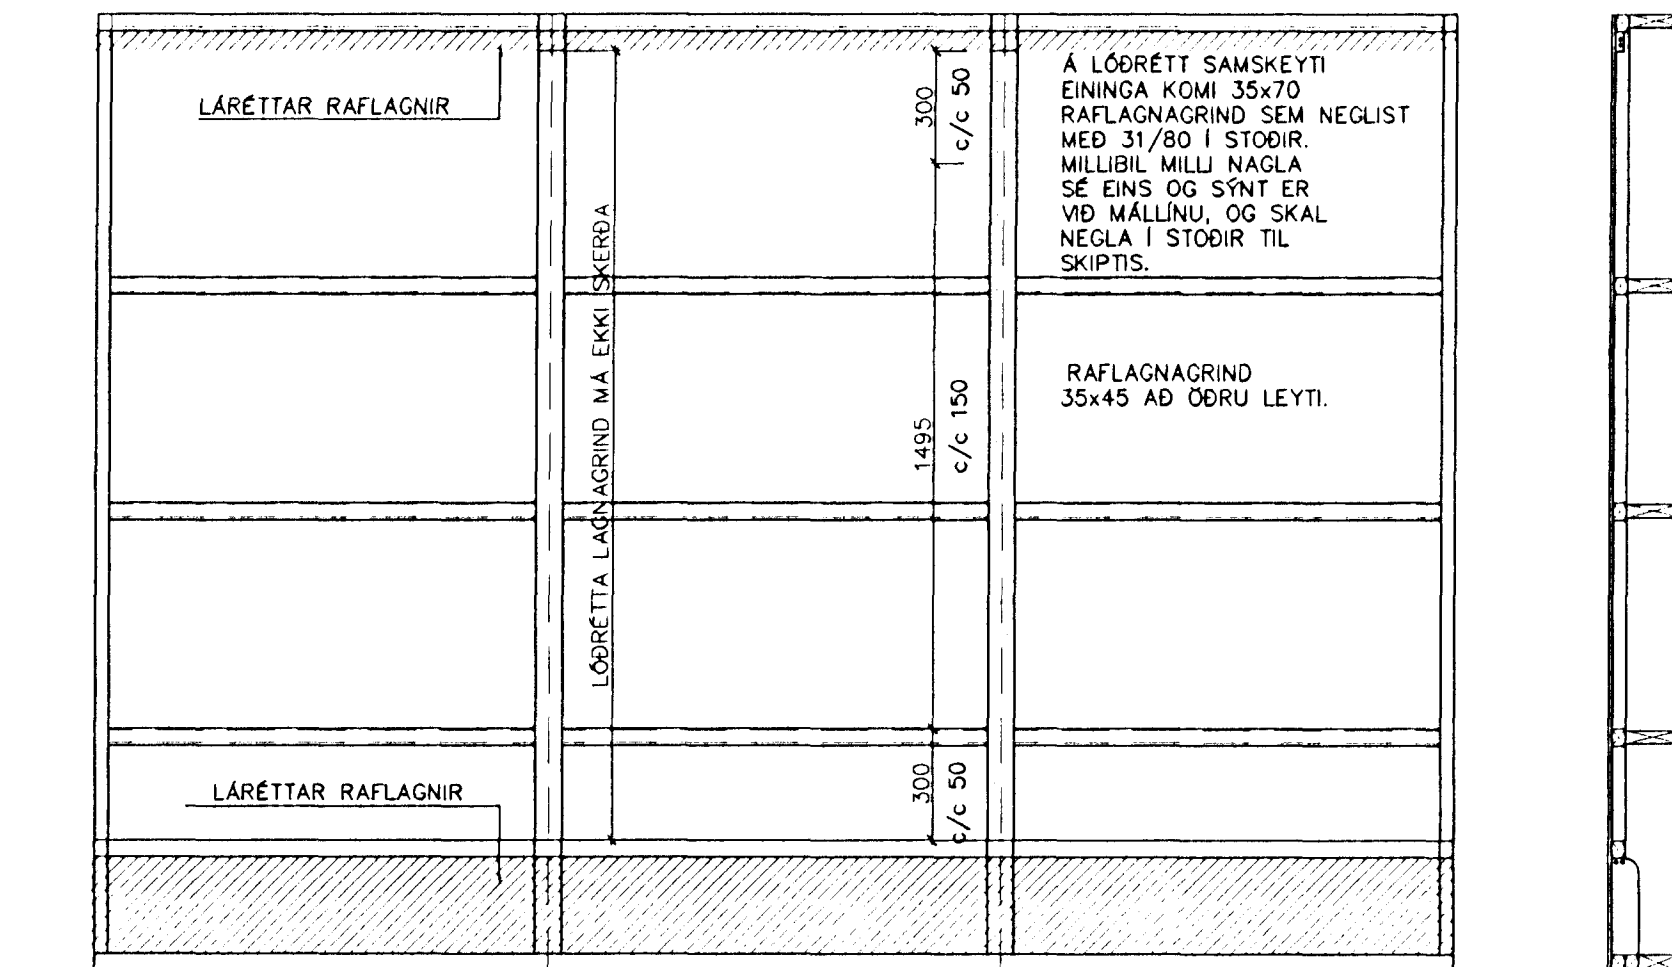 LÁRÉTTAR RAFLAGNIR
LÓÐRÉTTA LAGNAGRIND MÁ EKKI SKERÐA
300
c/c 50
1495
c/c 150
300
c/c 50
Á LÓÐRÉTT SAMSKEYTI
EININGA KOMI 35x70
RAFLAGNAGRIND SEM NEGLIST
MEÐ 31/80 Í STOÐIR.
MILLIBIL MILLI NAGLA
SÉ EINS OG SÝNT ER
VIÐ MÁLLÍNU, OG SKAL
NEGLA Í STOÐIR TIL
SKIPTIS.
RAFLAGNAGRIND
35x45 AÐ ÖÐRU LEYTI.
LÁRÉTTAR RAFLAGNIR